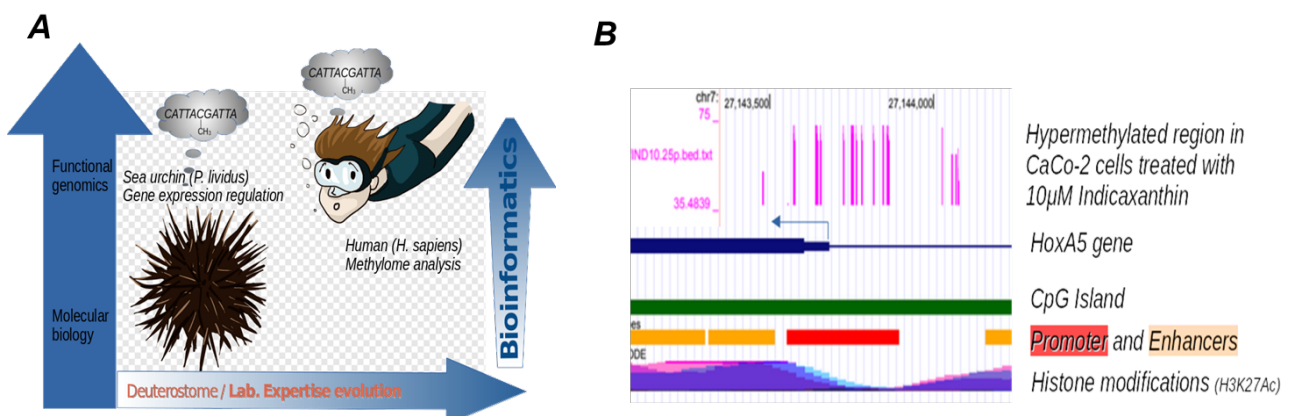 A
CATTACGATTA
CH₃
CATTACGATTA
CH₃
Functional
genomics
Sea urchin (P. lividus)
Gene expression regulation
Human (H. sapiens)
Methylome analysis
Molecular
biology
Bioinformatics
Deuterostome / Lab. Expertise evolution
B
chr7:
27,143,500
27,144,000
75
IND10.25p.bed.txt
35.4839
Hypermethylated region in
CaCo-2 cells treated with
10µM Indicaxanthin
HoxA5 gene
CpG Island
es
Promoter and Enhancers
ODE
Histone modifications (H3K27Ac)